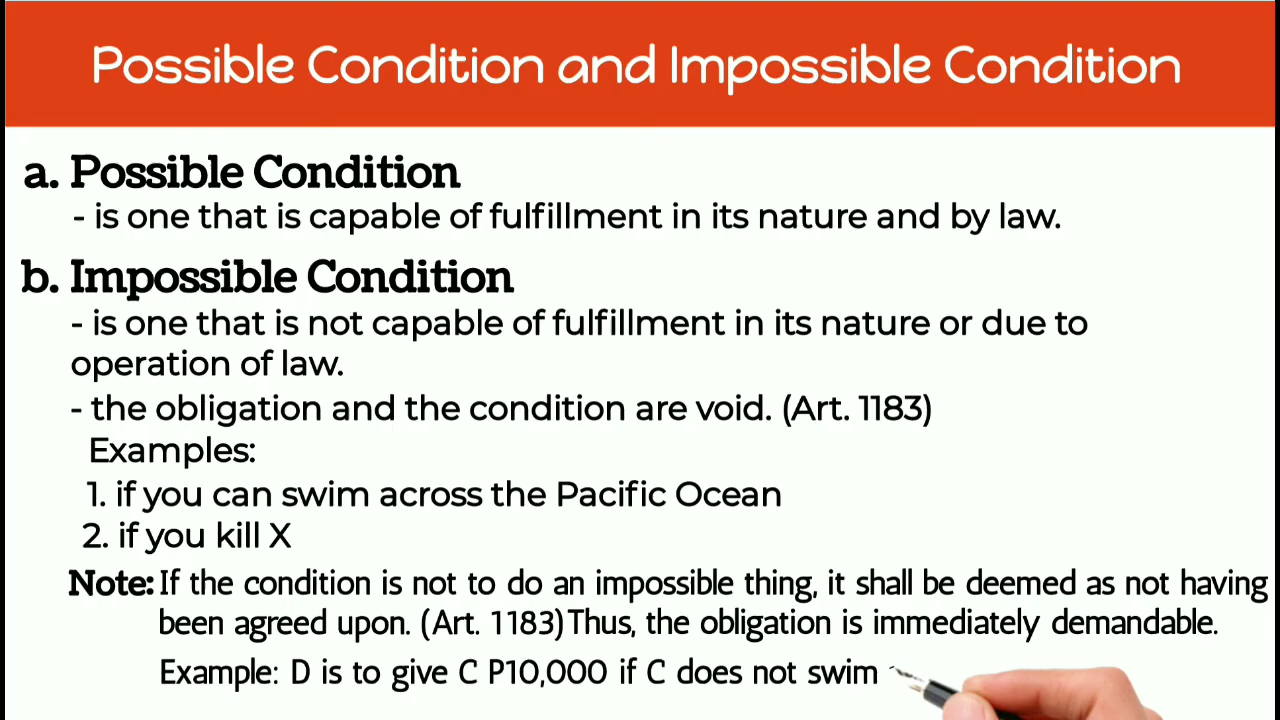 Possible Condition and Impossible Condition
a. Possible Condition
- is one that is capable of fulfillment in its nature and by law.
b. Impossible Condition
- is one that is not capable of fulfillment in its nature or due to
operation of law.
- the obligation and the condition are void. (Art. 1183)
Examples:
1. if you can swim across the Pacific Ocean
2. if you kill X
Note: If the condition is not to do an impossible thing, it shall be deemed as not having
been agreed upon. (Art. 1183) Thus, the obligation is immediately demandable.
Example: D is to give C P10,000 if C does not swim